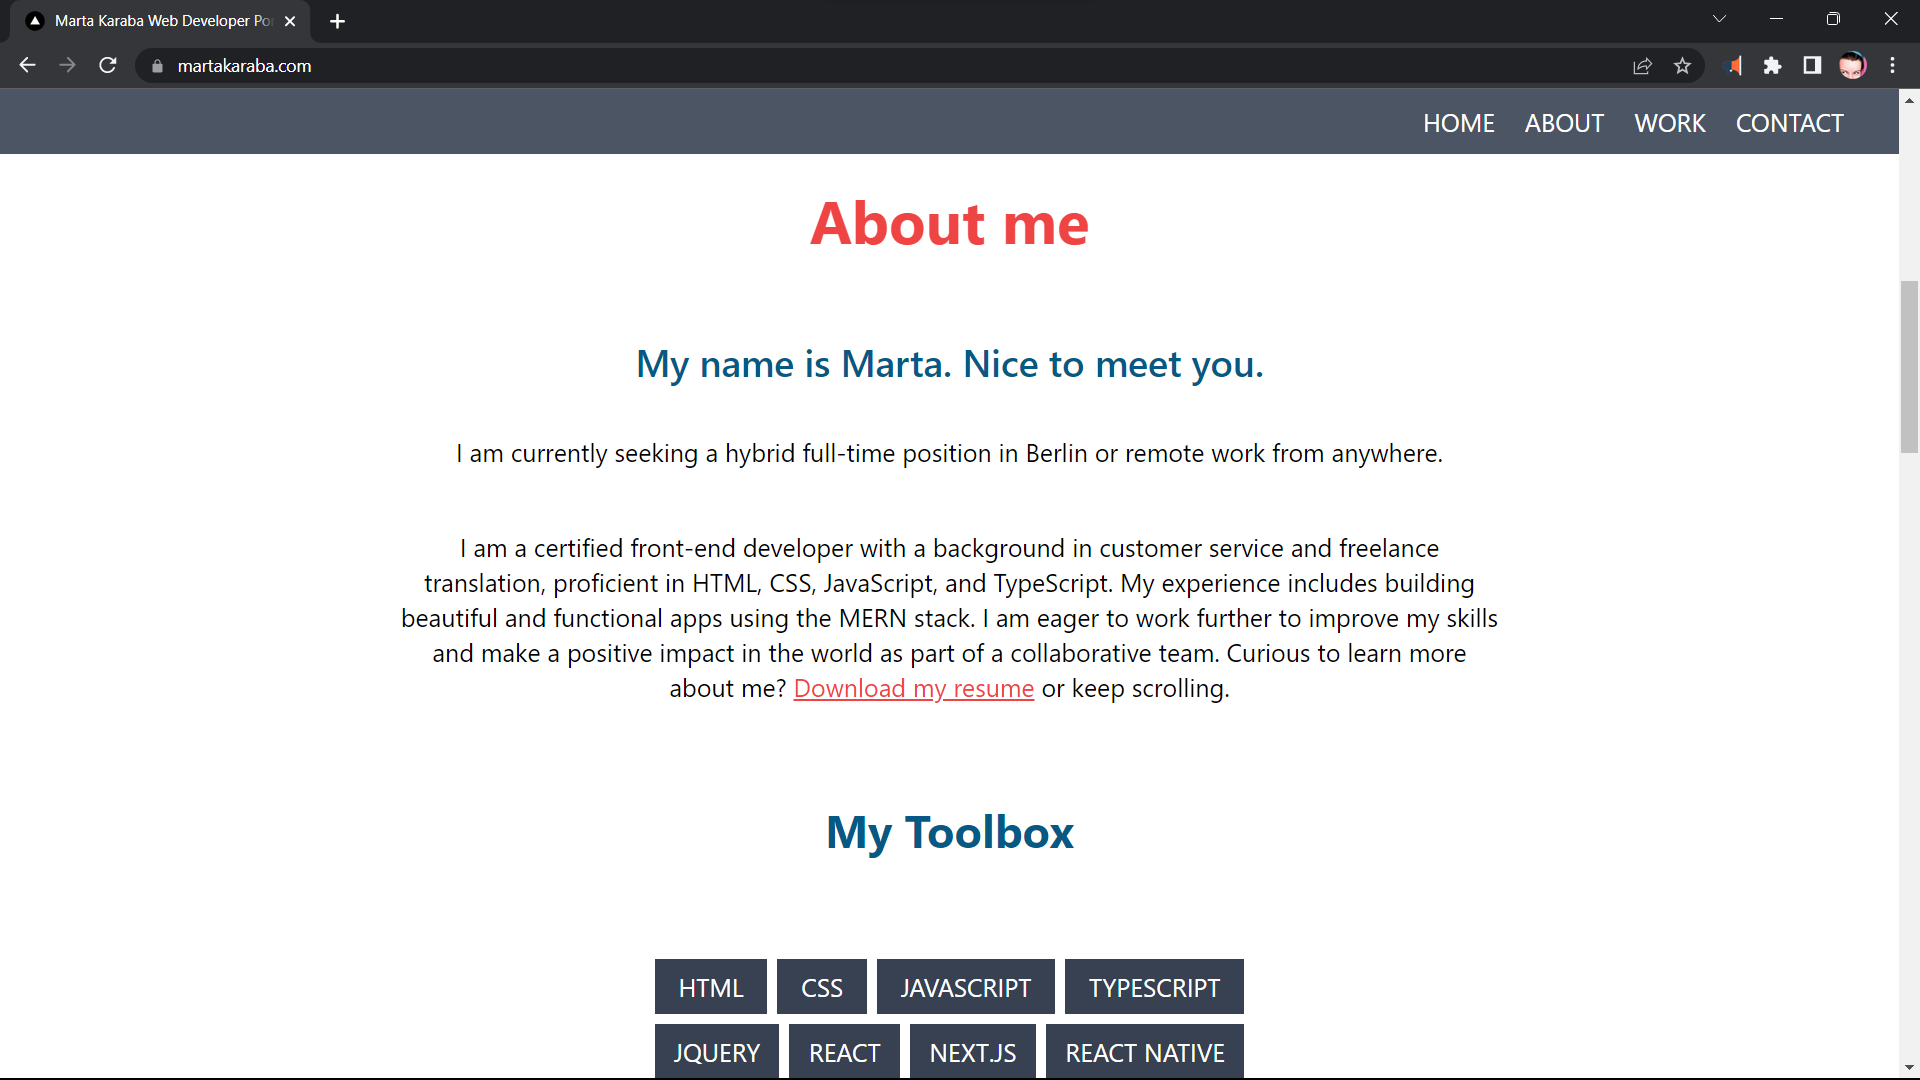 Marta Karaba Web Developer Po
martakaraba.com
HOME ABOUT WORK CONTACT
About me
My name is Marta. Nice to meet you.
I am currently seeking a hybrid full-time position in Berlin or remote work from anywhere.
I am a certified front-end developer with a background in customer service and freelance
translation, proficient in HTML, CSS, JavaScript, and TypeScript. My experience includes building
beautiful and functional apps using the MERN stack. I am eager to work further to improve my skills
and make a positive impact in the world as part of a collaborative team. Curious to learn more
about me? Download my resume or keep scrolling.
My Toolbox
HTML CSS JAVASCRIPT TYPESCRIPT
JQUERY REACT NEXT.JS REACT NATIVE